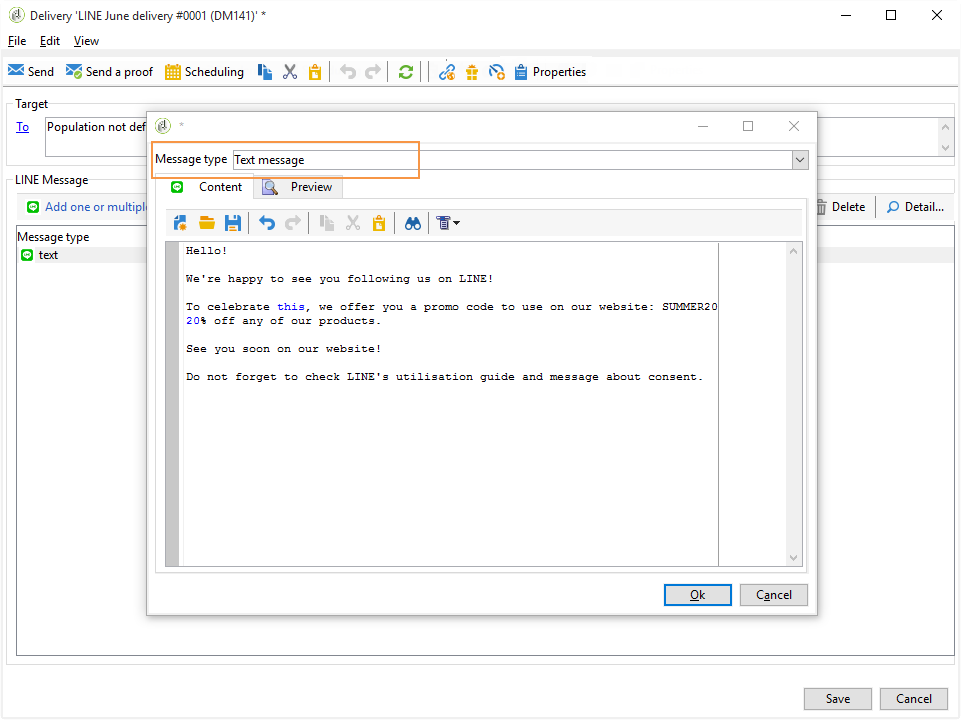 Delivery 'LINE June delivery #0001 (DM141)' *
File Edit View
Send Send a proof Scheduling Properties
Target
To Population not def
*
Message type Text message
LINE Message
Content Preview
Add one or multiple Delete Detail...
Message type
text
Hello!
We're happy to see you following us on LINE!
To celebrate this, we offer you a promo code to use on our website: SUMMER20
20% off any of our products.
See you soon on our website!
Do not forget to check LINE's utilisation guide and message about consent.
Ok Cancel
Save Cancel